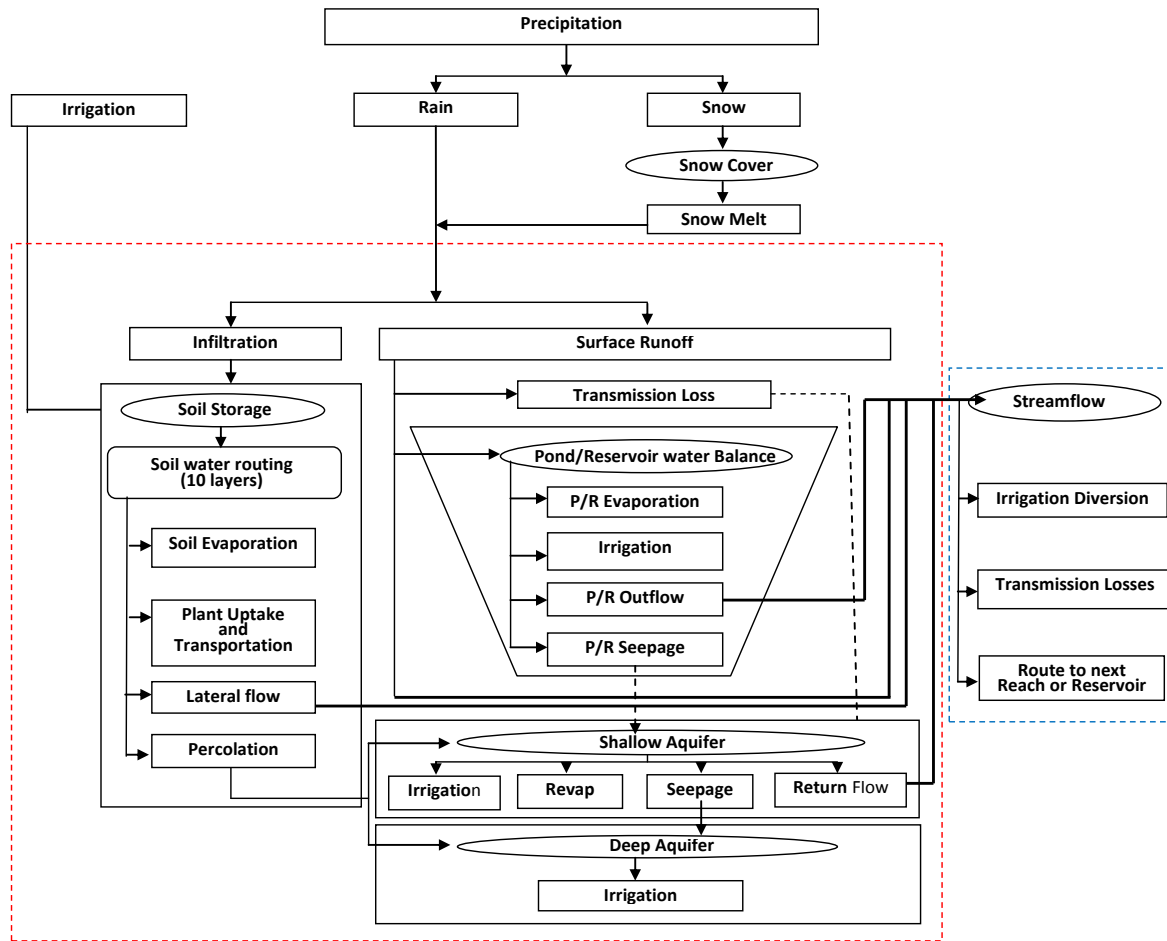 Precipitation
Irrigation
Rain
Snow
Snow Cover
Snow Melt
Infiltration
Surface Runoff
Soil Storage
Soil water routing
(10 layers)
Soil Evaporation
Plant Uptake
and
Transportation
Lateral flow
Percolation
Transmission Loss
Pond/Reservoir water Balance
P/R Evaporation
Irrigation
P/R Outflow
P/R Seepage
Shallow Aquifer
Irrigation
Revap
Seepage
Return Flow
Deep Aquifer
Irrigation
Streamflow
Irrigation Diversion
Transmission Losses
Route to next
Reach or Reservoir